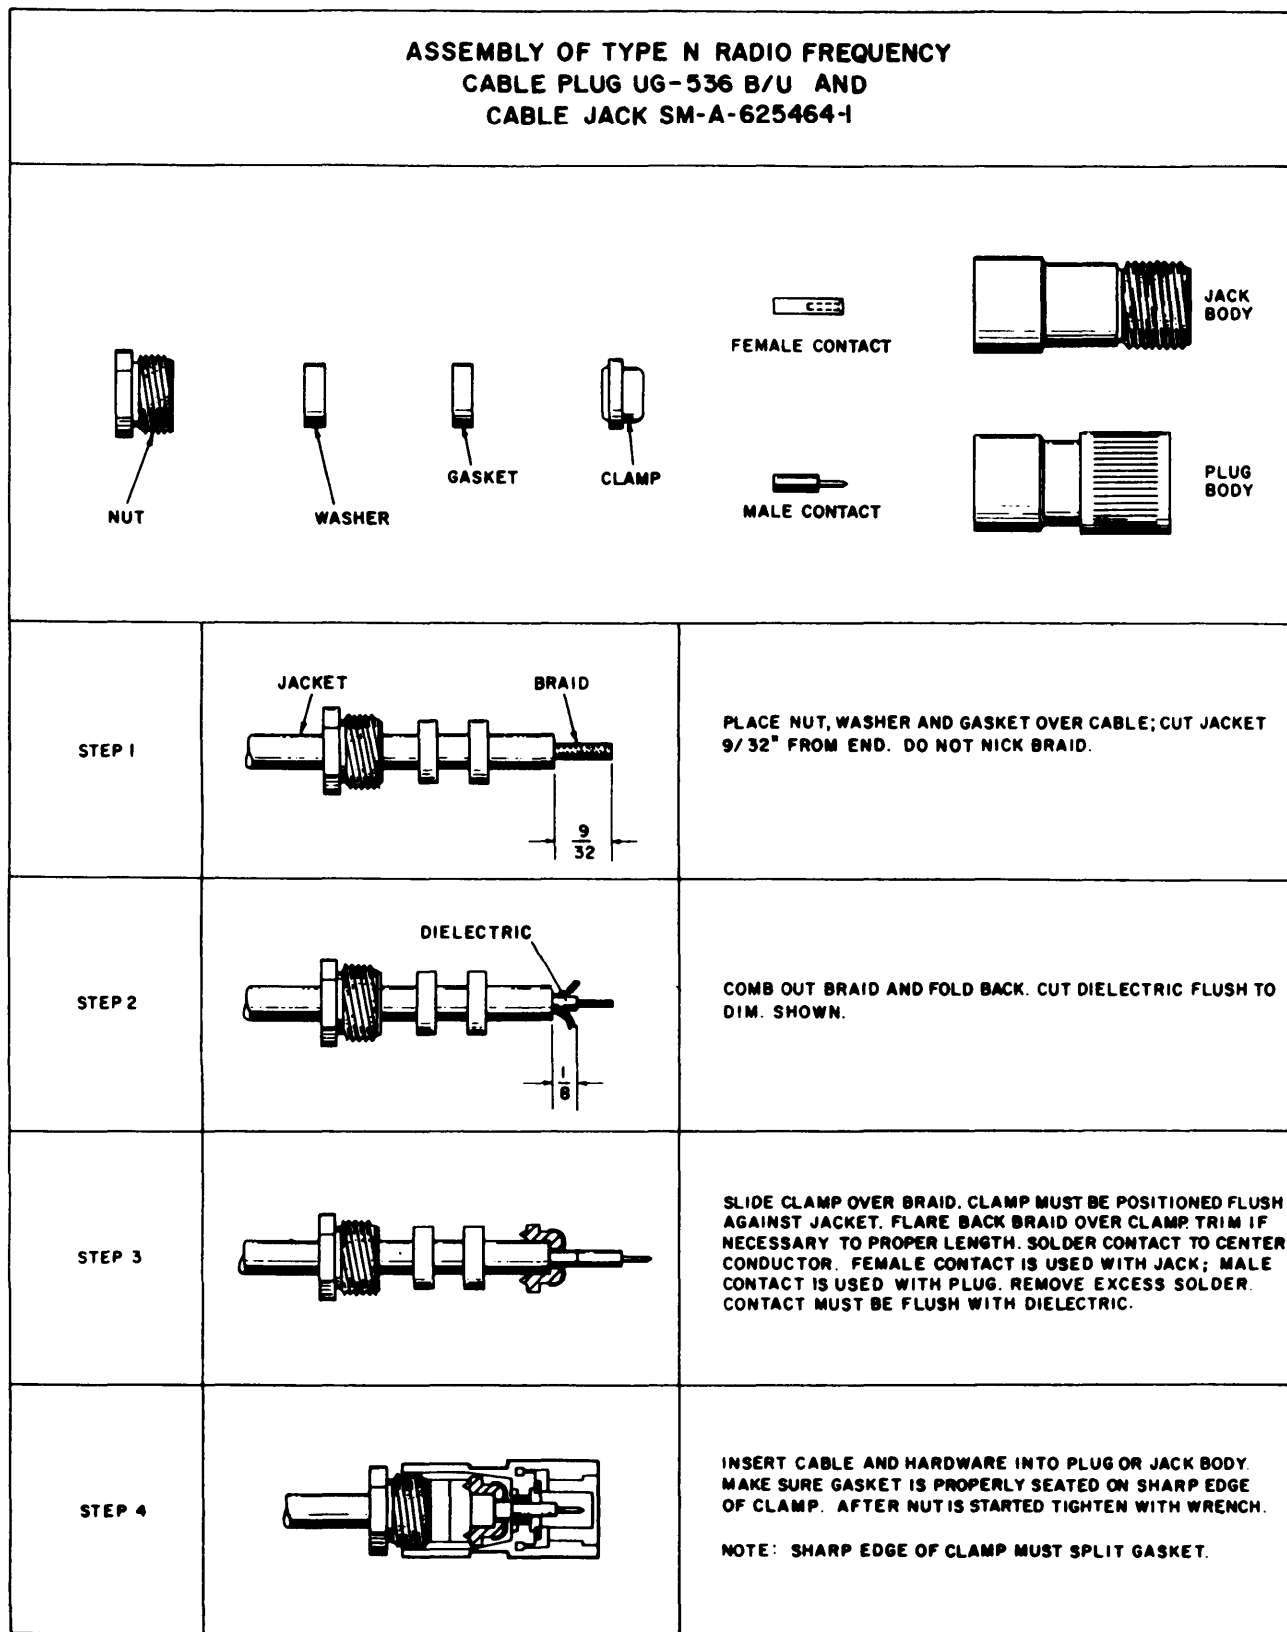 ASSEMBLY OF TYPE N RADIO FREQUENCY
CABLE PLUG UG-536 B/U AND
CABLE JACK SM-A-625464-1
JACK
BODY
FEMALE CONTACT
NUT
WASHER
GASKET
CLAMP
MALE CONTACT
PLUG
BODY
STEP 1
JACKET
BRAID
9
32
PLACE NUT, WASHER AND GASKET OVER CABLE; CUT JACKET
9/32" FROM END. DO NOT NICK BRAID.
STEP 2
DIELECTRIC
1
8
COMB OUT BRAID AND FOLD BACK. CUT DIELECTRIC FLUSH TO
DIM. SHOWN.
STEP 3
SLIDE CLAMP OVER BRAID. CLAMP MUST BE POSITIONED FLUSH
AGAINST JACKET. FLARE BACK BRAID OVER CLAMP. TRIM IF
NECESSARY TO PROPER LENGTH. SOLDER CONTACT TO CENTER
CONDUCTOR. FEMALE CONTACT IS USED WITH JACK; MALE
CONTACT IS USED WITH PLUG. REMOVE EXCESS SOLDER.
CONTACT MUST BE FLUSH WITH DIELECTRIC.
STEP 4
INSERT CABLE AND HARDWARE INTO PLUG OR JACK BODY.
MAKE SURE GASKET IS PROPERLY SEATED ON SHARP EDGE
OF CLAMP. AFTER NUT IS STARTED TIGHTEN WITH WRENCH.
NOTE: SHARP EDGE OF CLAMP MUST SPLIT GASKET.